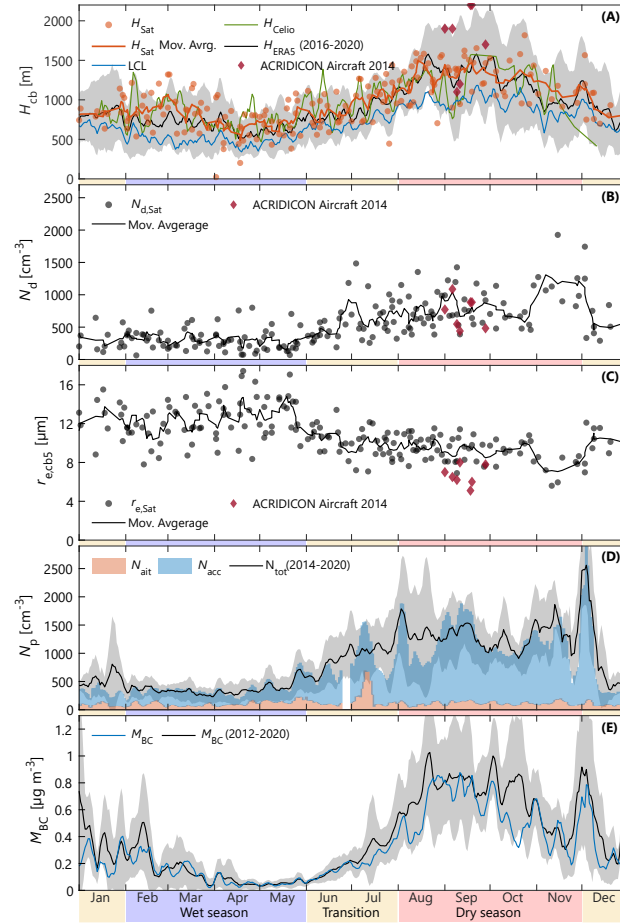 (A)
H_Sat
H_Celio
H_Sat Mov. Avrg.
H_ERA5 (2016-2020)
LCL
ACRIDICON Aircraft 2014
H_cb [m]
2000
1500
1000
500
0
(B)
N_d,Sat
ACRIDICON Aircraft 2014
Mov. Avgerage
N_d [cm⁻³]
2500
2000
1500
1000
500
0
(C)
r_e,cb5 [µm]
16
12
8
4
0
r_e,Sat
ACRIDICON Aircraft 2014
Mov. Avgerage
(D)
N_ait
N_acc
N_tot (2014-2020)
N_p [cm⁻³]
2500
2000
1500
1000
500
0
(E)
M_BC
M_BC (2012-2020)
M_BC [µg m⁻³]
1.2
1
0.8
0.6
0.4
0.2
0
Jan Feb Mar Apr May Jun Jul Aug Sep Oct Nov Dec
Wet season Transition Dry season